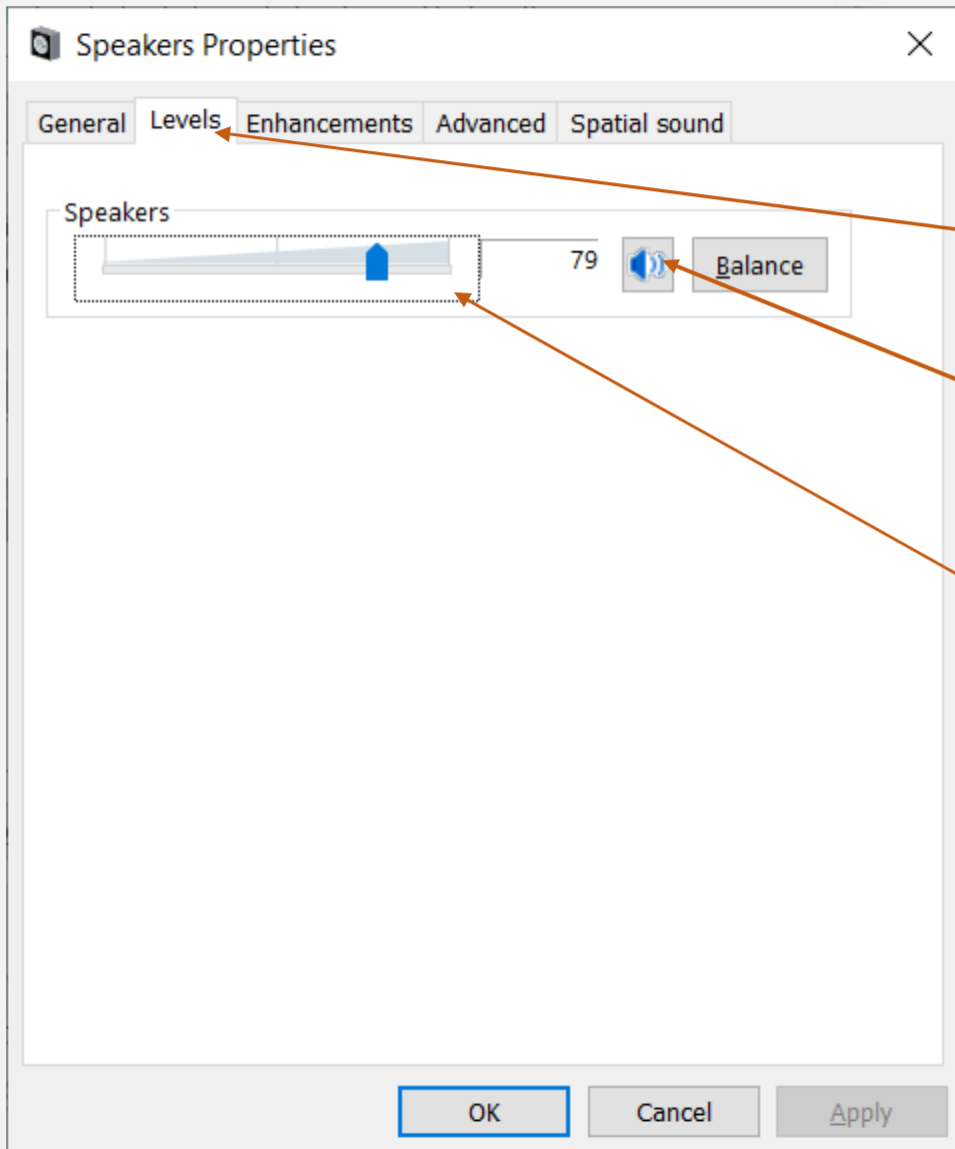 Speakers Properties
General Levels Enhancements Advanced Spatial sound
Speakers
79 Balance
OK Cancel Apply